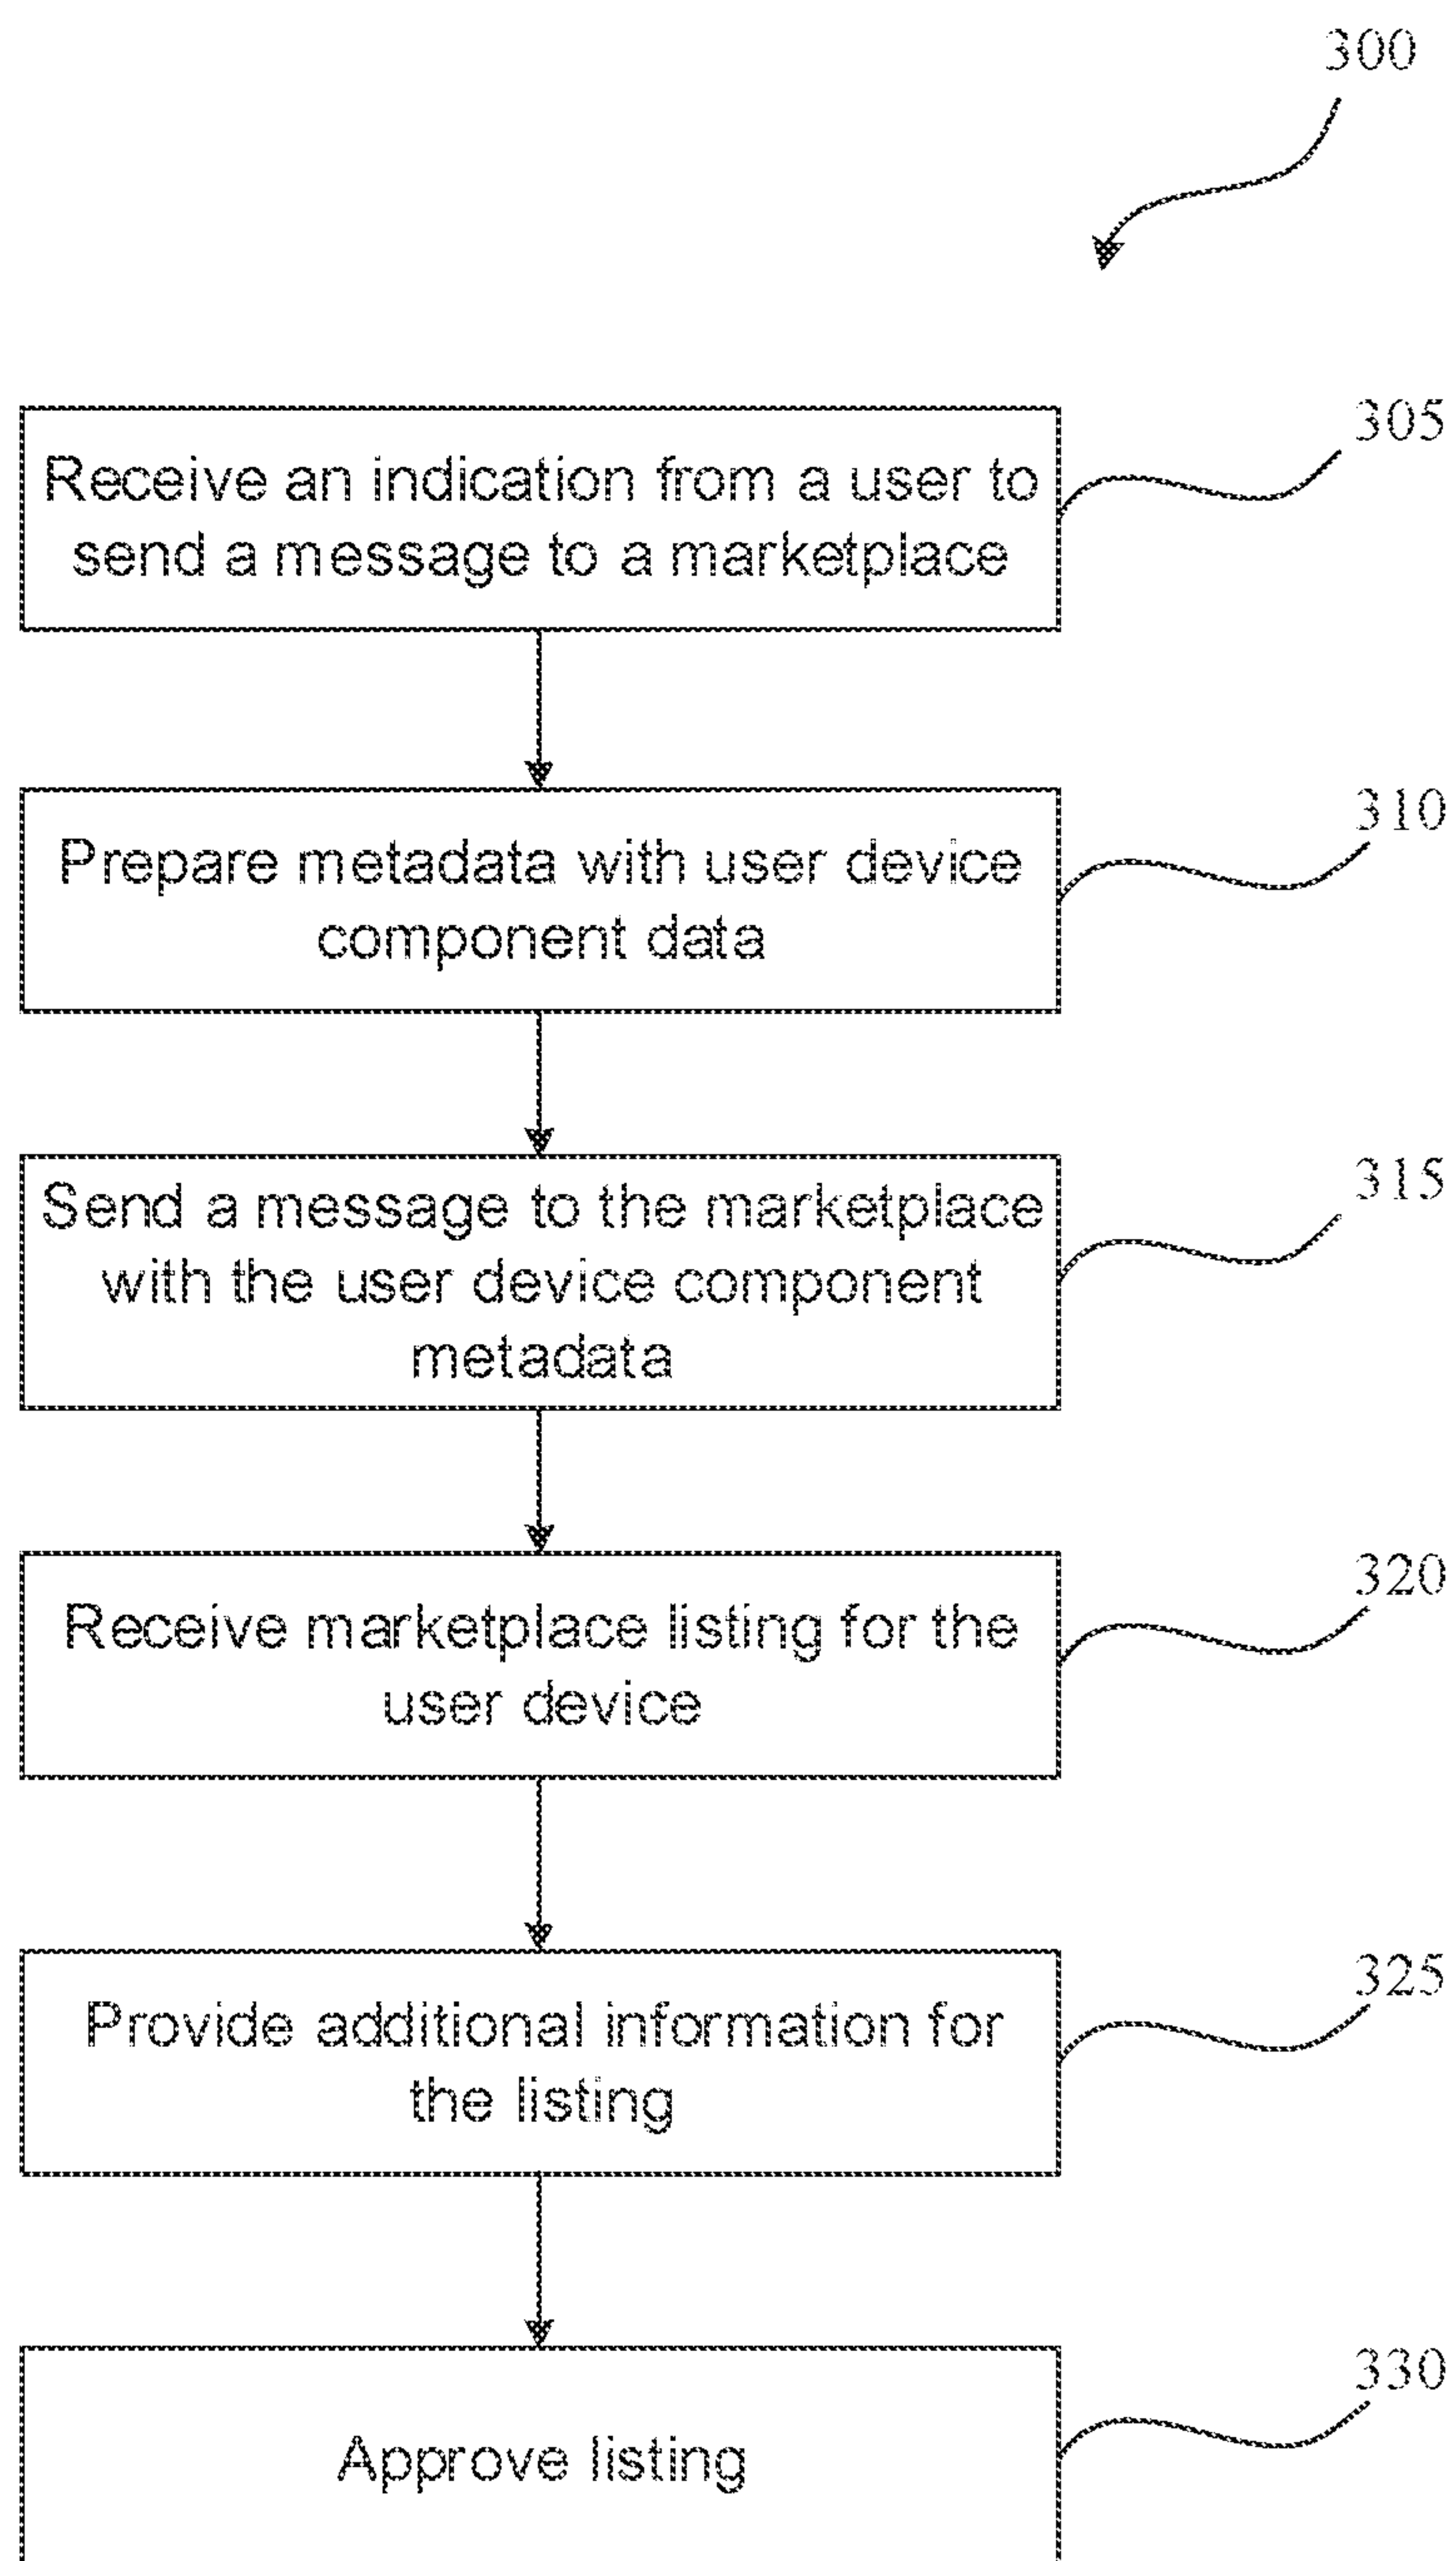 300
305
Receive an indication from a user to
send a message to a marketplace
310
Prepare metadata with user device
component data
315
Send a message to the marketplace
with the user device component
metadata
320
Receive marketplace listing for the
user device
325
Provide additional information for
the listing
330
Approve listing